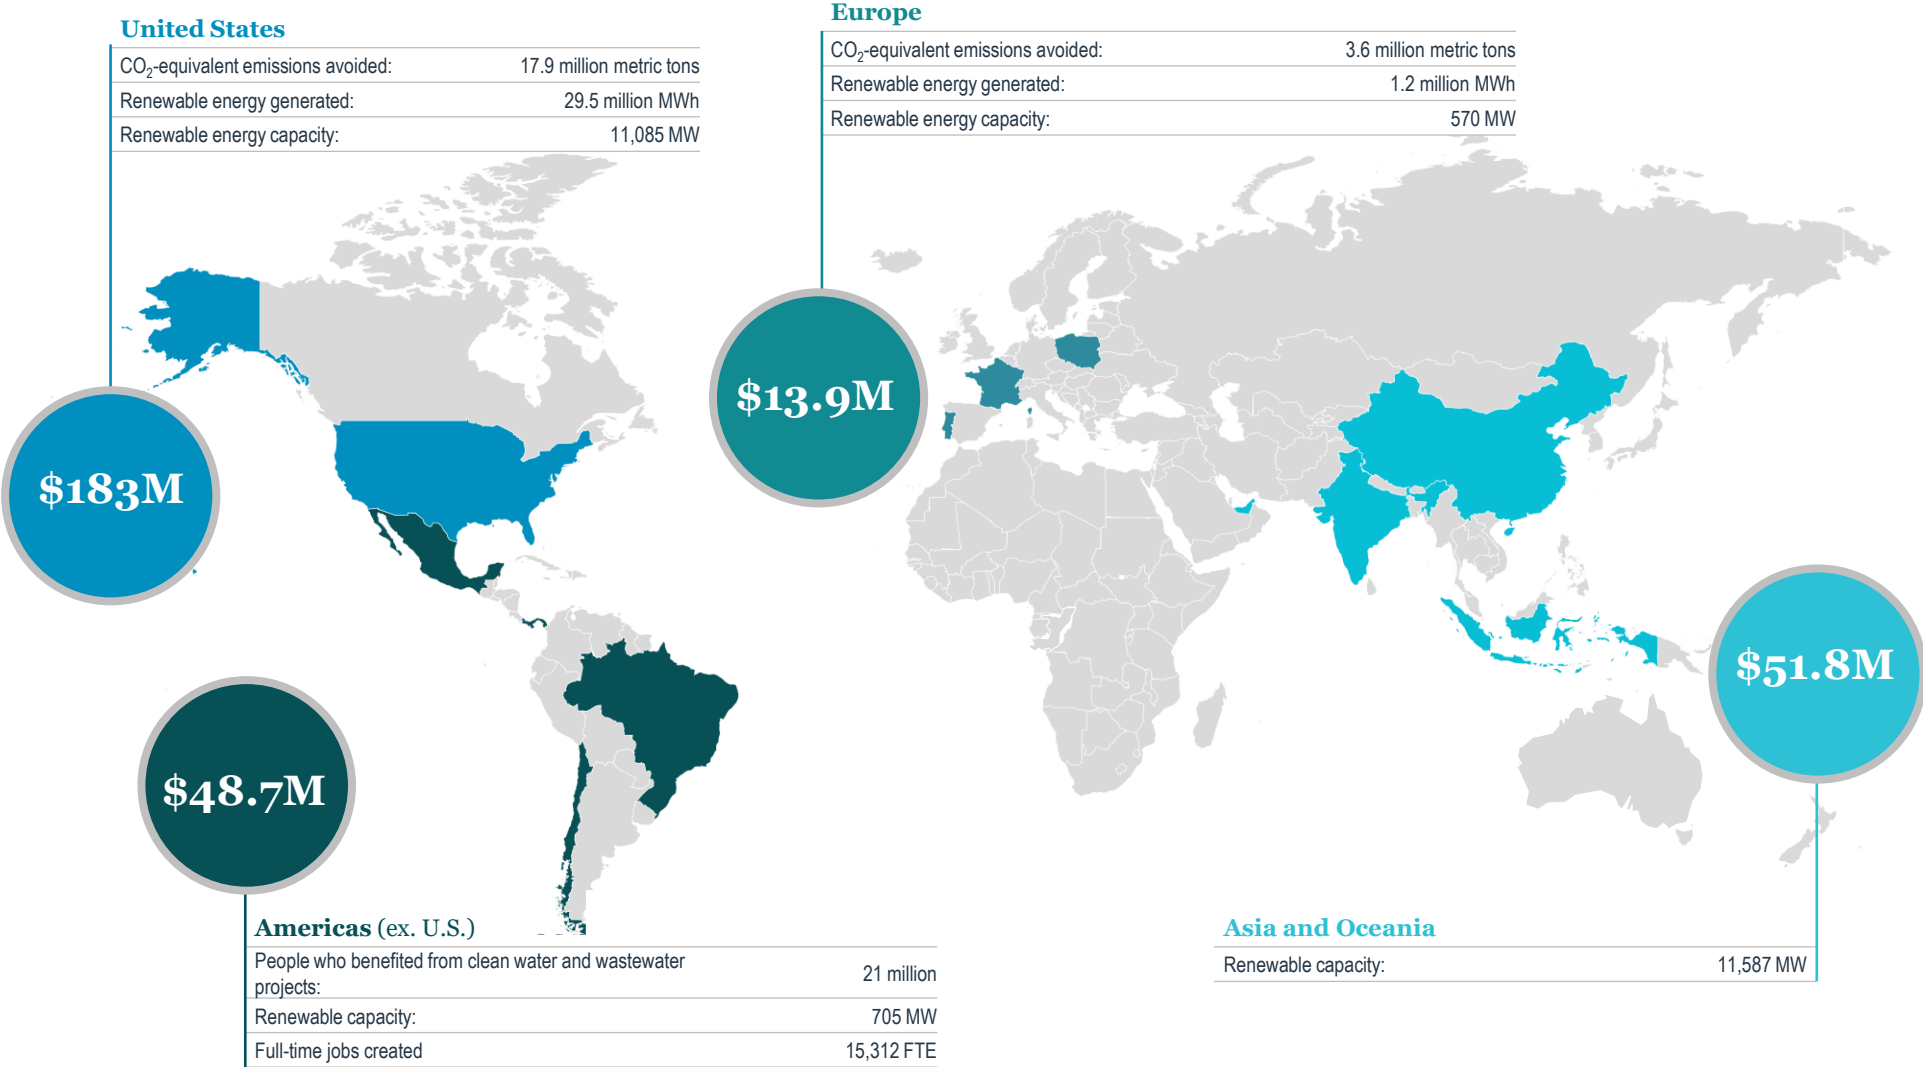 United States
CO₂-equivalent emissions avoided: 17.9 million metric tons
Renewable energy generated: 29.5 million MWh
Renewable energy capacity: 11,085 MW
Europe
CO₂-equivalent emissions avoided: 3.6 million metric tons
Renewable energy generated: 1.2 million MWh
Renewable energy capacity: 570 MW
$183M
$13.9M
$48.7M
$51.8M
Americas (ex. U.S.)
People who benefited from clean water and wastewater
projects: 21 million
Renewable capacity: 705 MW
Full-time jobs created 15,312 FTE
Asia and Oceania
Renewable capacity: 11,587 MW